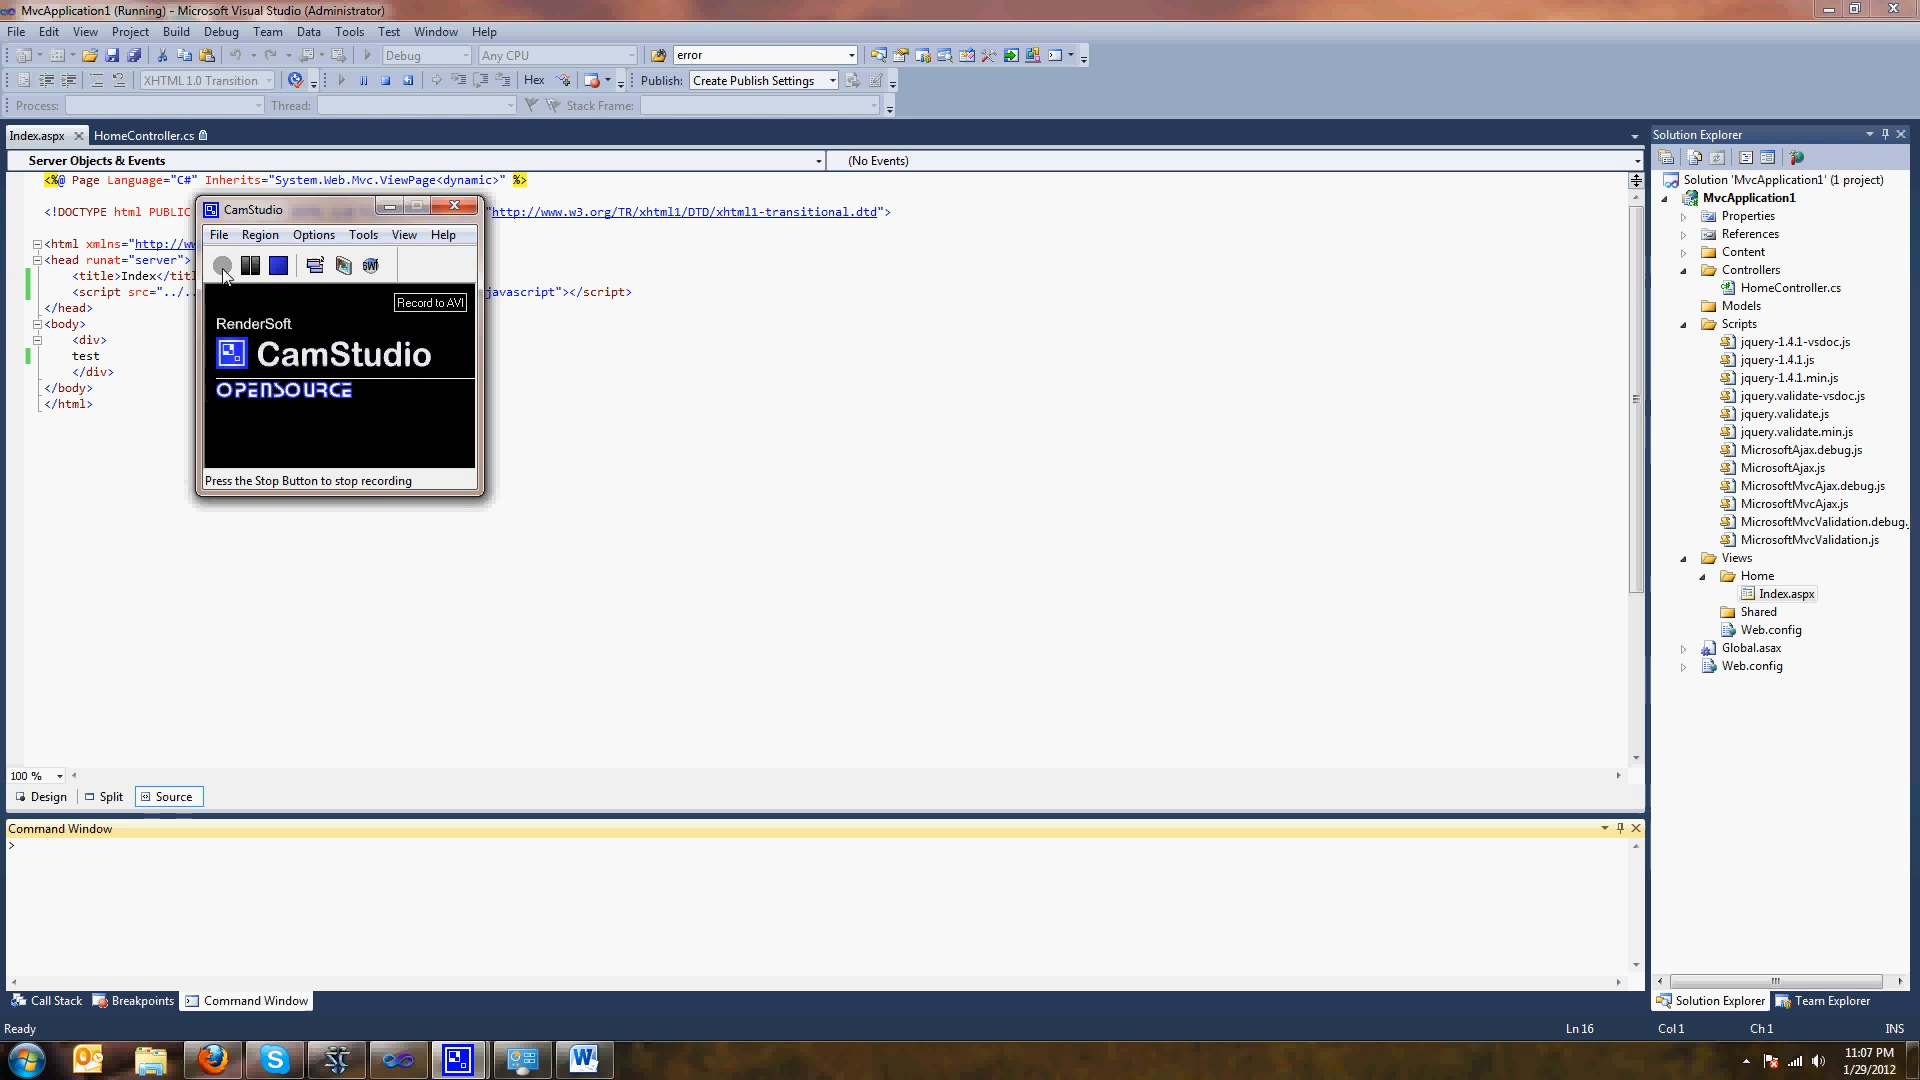 MvcApplication1 (Running) - Microsoft Visual Studio (Administrator)
File Edit View Project Build Debug Team Data Tools Test Window Help
Debug Any CPU error
XHTML 1.0 Transition Hex Publish: Create Publish Settings
Process: Thread: Stack Frame:
Index.aspx HomeController.cs
Server Objects & Events (No Events)
<%@ Page Language="C#" Inherits="System.Web.Mvc.ViewPage<dynamic>" %>
<!DOCTYPE html PUBLIC "http://www.w3.org/TR/xhtml1/DTD/xhtml1-transitional.dtd">
<html xmlns="http://w
<head runat="server">
<title>Index</titl
<script src="../.. javascript"></script>
</head>
<body>
<div>
test
</div>
</body>
</html>
CamStudio
File Region Options Tools View Help
Record to AVI
RenderSoft
CamStudio
OPENSOURCE
Press the Stop Button to stop recording
100 %
Design Split Source
Command Window
>
Call Stack Breakpoints Command Window
Ready Ln 16 Col 1 Ch 1 INS
Solution Explorer
Solution 'MvcApplication1' (1 project)
MvcApplication1
Properties
References
Content
Controllers
HomeController.cs
Models
Scripts
jquery-1.4.1-vsdoc.js
jquery-1.4.1.js
jquery-1.4.1.min.js
jquery.validate-vsdoc.js
jquery.validate.js
jquery.validate.min.js
MicrosoftAjax.debug.js
MicrosoftAjax.js
MicrosoftMvcAjax.debug.js
MicrosoftMvcAjax.js
MicrosoftMvcValidation.debug.
MicrosoftMvcValidation.js
Views
Home
Index.aspx
Shared
Web.config
Global.asax
Web.config
Solution Explorer Team Explorer
11:07 PM
1/29/2012